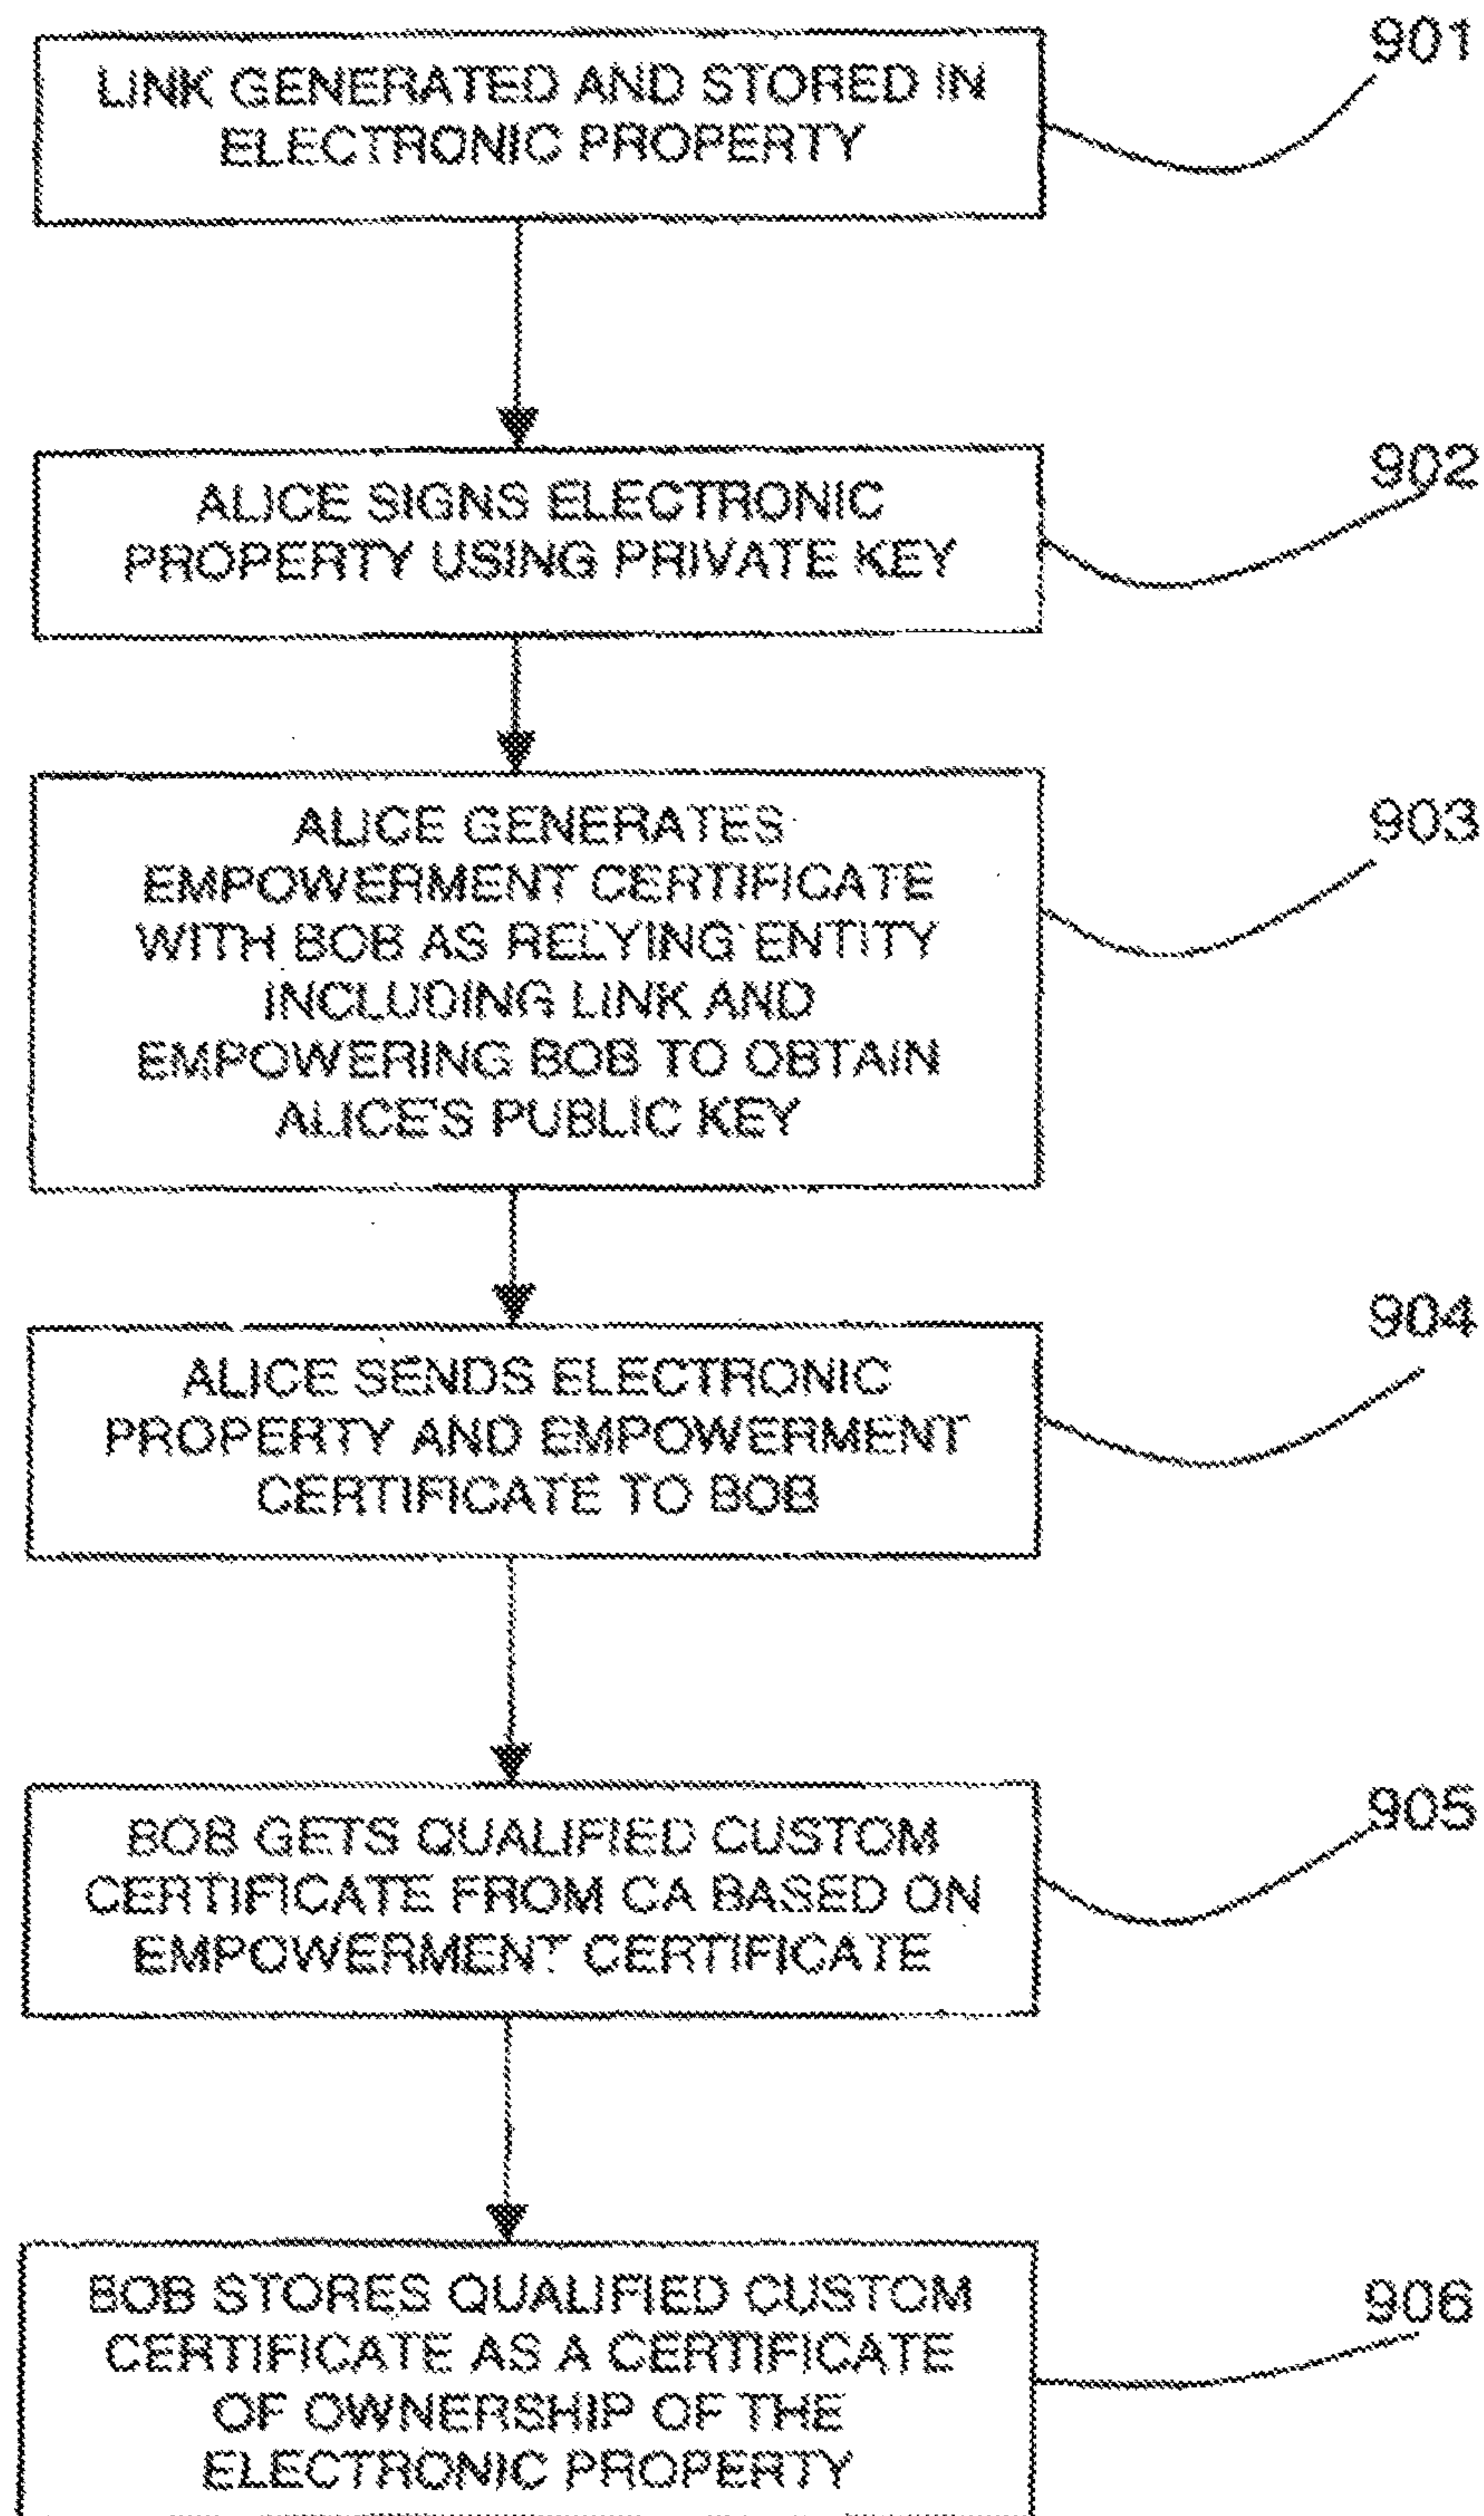 901
LINK GENERATED AND STORED IN
ELECTRONIC PROPERTY
902
ALICE SIGNS ELECTRONIC
PROPERTY USING PRIVATE KEY
903
ALICE GENERATES
EMPOWERMENT CERTIFICATE
WITH BOB AS RELYING ENTITY
INCLUDING LINK AND
EMPOWERING BOB TO OBTAIN
ALICE'S PUBLIC KEY
904
ALICE SENDS ELECTRONIC
PROPERTY AND EMPOWERMENT
CERTIFICATE TO BOB
905
BOB GETS QUALIFIED CUSTOM
CERTIFICATE FROM CA BASED ON
EMPOWERMENT CERTIFICATE
906
BOB STORES QUALIFIED CUSTOM
CERTIFICATE AS A CERTIFICATE
OF OWNERSHIP OF THE
ELECTRONIC PROPERTY